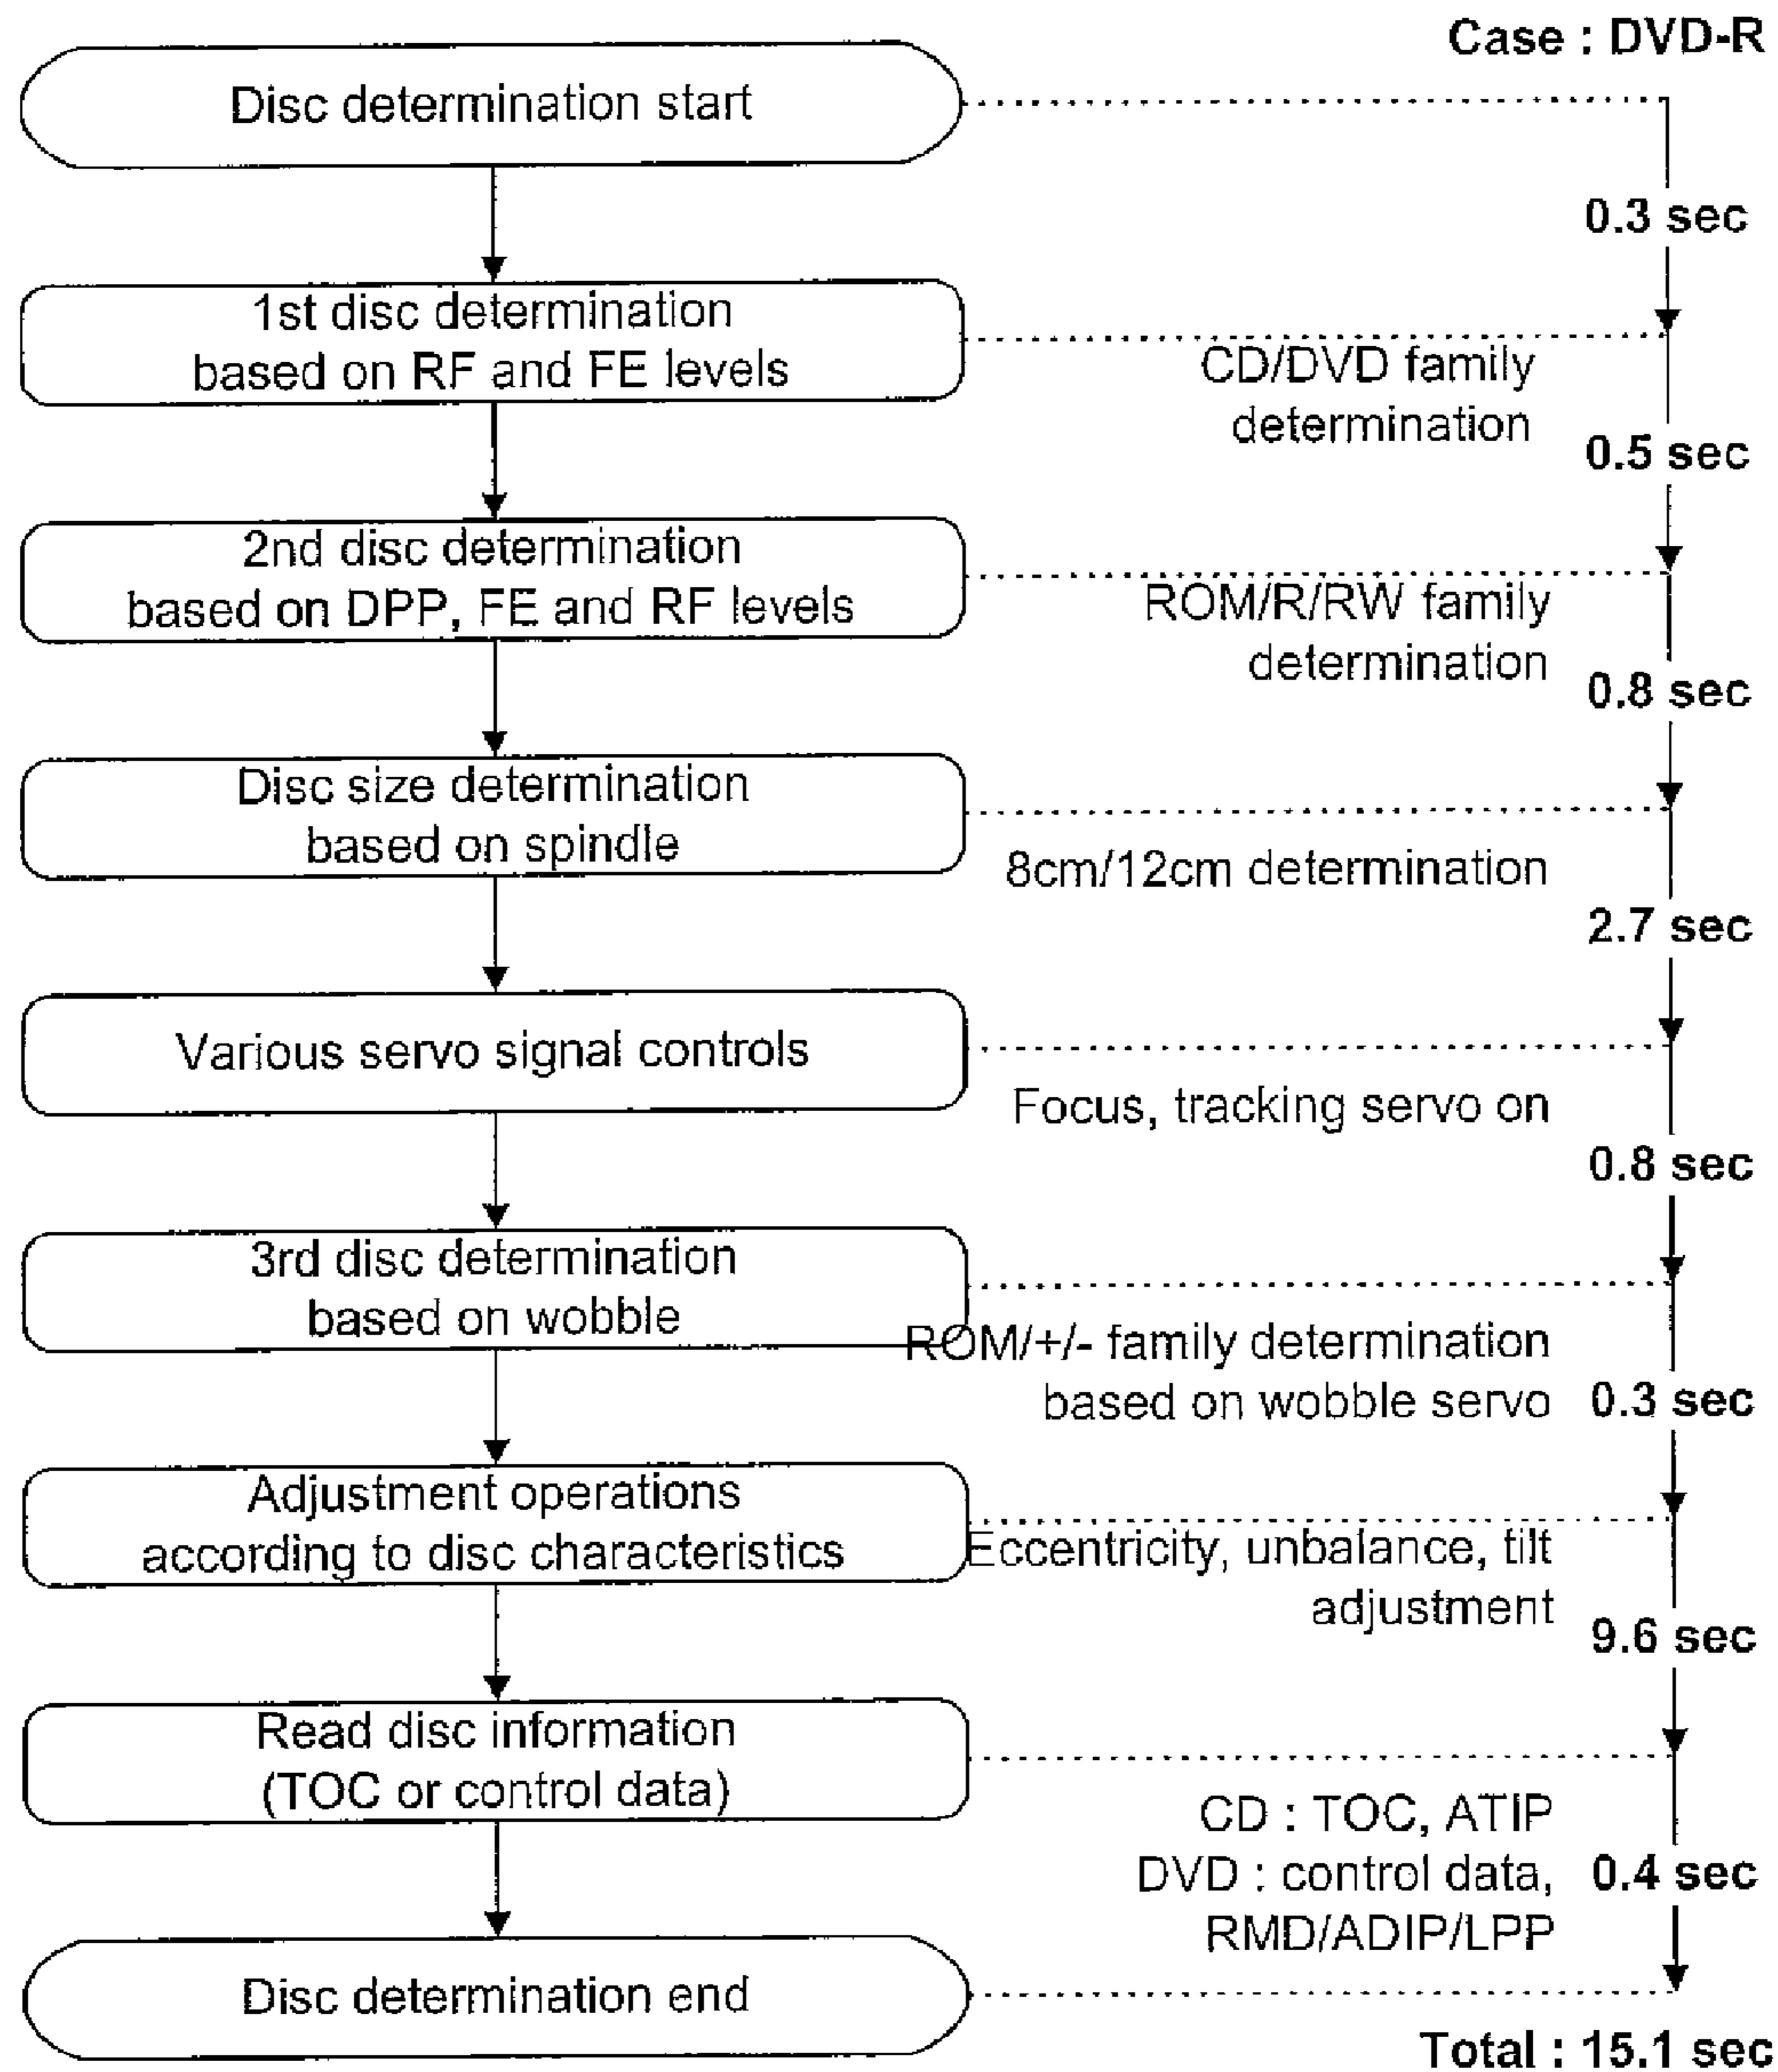 Case : DVD-R
Disc determination start
0.3 sec
1st disc determination
based on RF and FE levels
CD/DVD family
determination
0.5 sec
2nd disc determination
based on DPP, FE and RF levels
ROM/R/RW family
determination
0.8 sec
Disc size determination
based on spindle
8cm/12cm determination
2.7 sec
Various servo signal controls
Focus, tracking servo on
0.8 sec
3rd disc determination
based on wobble
ROM/+/- family determination
based on wobble servo
0.3 sec
Adjustment operations
according to disc characteristics
Eccentricity, unbalance, tilt
adjustment
9.6 sec
Read disc information
(TOC or control data)
CD : TOC, ATIP
DVD : control data,
RMD/ADIP/LPP
0.4 sec
Disc determination end
Total : 15.1 sec